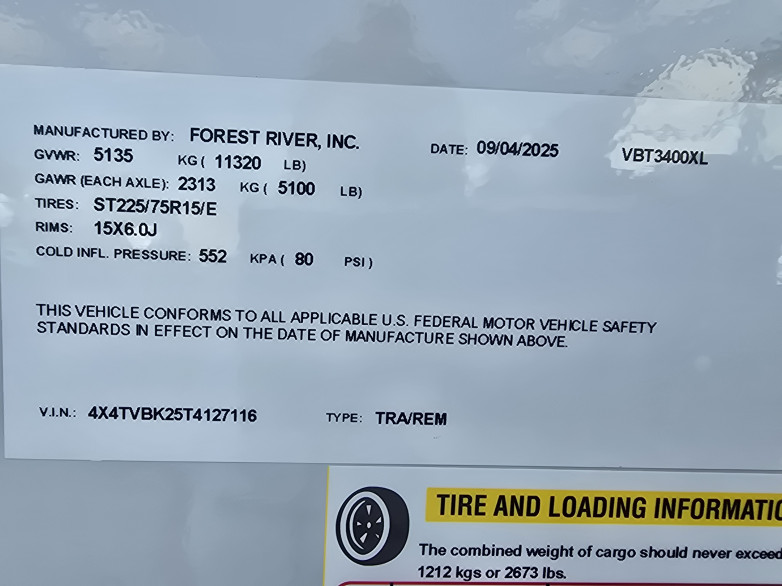 MANUFACTURED BY: FOREST RIVER, INC. DATE: 09/04/2025 VBT3400XL
GVWR: 5135 KG ( 11320 LB)
GAWR (EACH AXLE): 2313 KG ( 5100 LB)
TIRES: ST225/75R15/E
RIMS: 15X6.0J
COLD INFL. PRESSURE: 552 KPA ( 80 PSI )
THIS VEHICLE CONFORMS TO ALL APPLICABLE U.S. FEDERAL MOTOR VEHICLE SAFETY
STANDARDS IN EFFECT ON THE DATE OF MANUFACTURE SHOWN ABOVE.
V.I.N.: 4X4TVBK25T4127116 TYPE: TRA/REM
TIRE AND LOADING INFORMATIO
The combined weight of cargo should never exceed
1212 kgs or 2673 lbs.